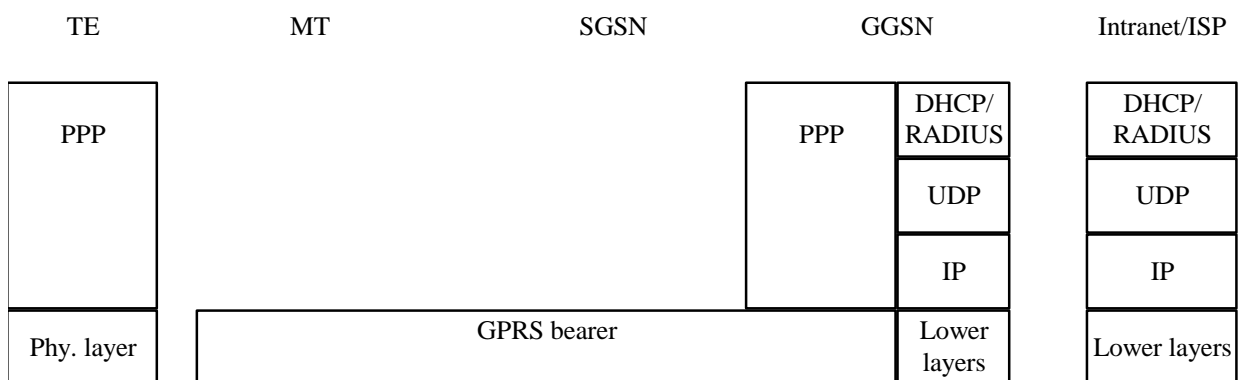 TE MT SGSN GGSN Intranet/ISP
PPP
PPP
DHCP/
RADIUS
DHCP/
RADIUS
UDP
UDP
IP
IP
Phy. layer
GPRS bearer
Lower
layers
Lower layers